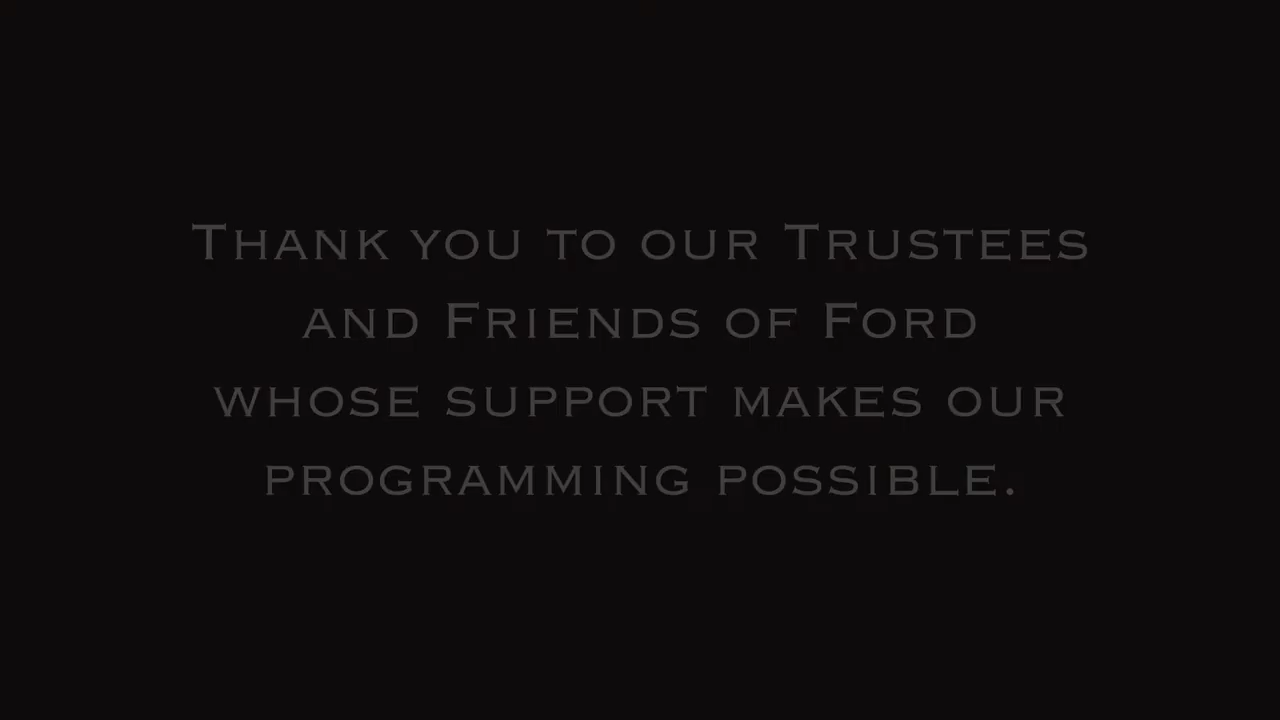 Thank you to our Trustees
and Friends of Ford
whose support makes our
programming possible.